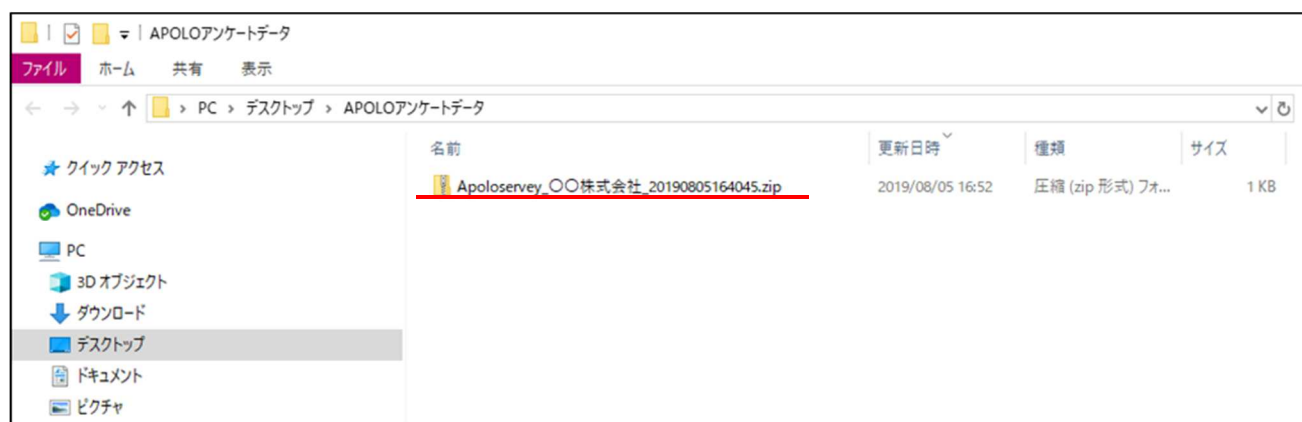 APOLOアンケートデータ
ファイル ホーム 共有 表示
PC › デスクトップ › APOLOアンケートデータ
名前 更新日時 種類 サイズ
クイック アクセス
Apoloservey_〇〇株式会社_20190805164045.zip 2019/08/05 16:52 圧縮 (zip 形式) フォ... 1 KB
OneDrive
PC
3D オブジェクト
ダウンロード
デスクトップ
ドキュメント
ピクチャ